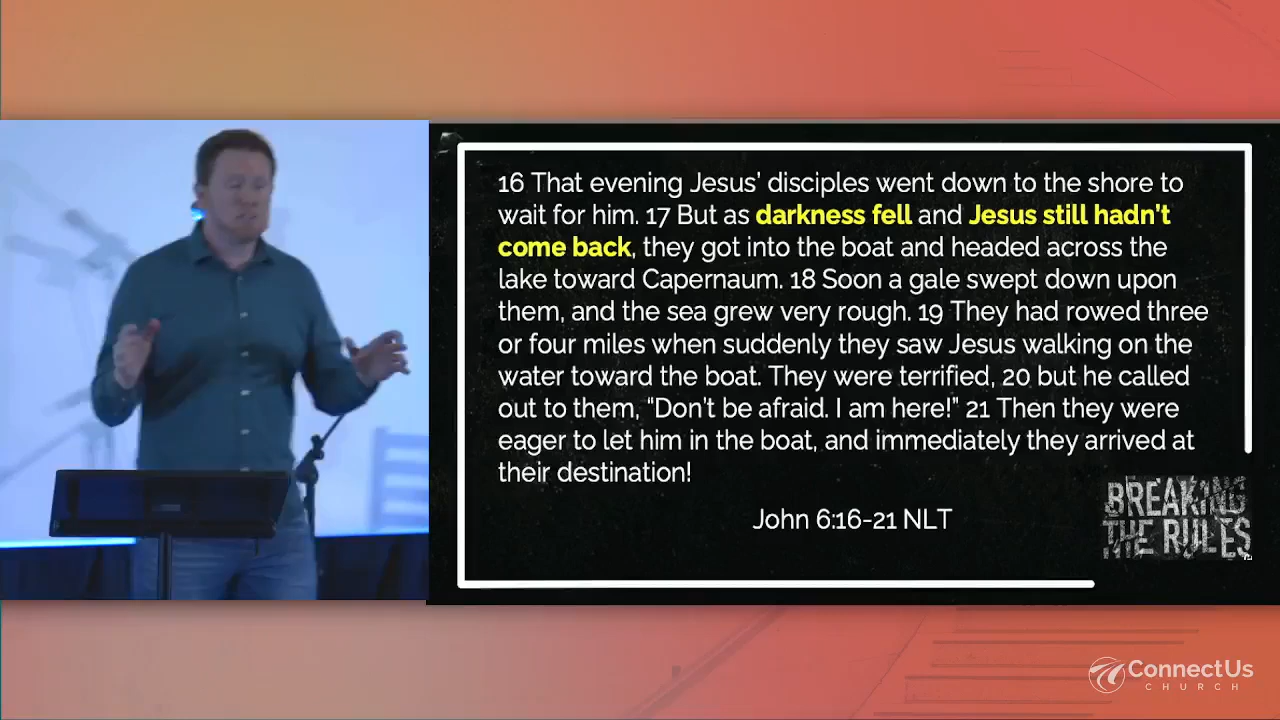 16 That evening Jesus’ disciples went down to the shore to
wait for him. 17 But as darkness fell and Jesus still hadn’t
come back, they got into the boat and headed across the
lake toward Capernaum. 18 Soon a gale swept down upon
them, and the sea grew very rough. 19 They had rowed three
or four miles when suddenly they saw Jesus walking on the
water toward the boat. They were terrified, 20 but he called
out to them, “Don’t be afraid. I am here!” 21 Then they were
eager to let him in the boat, and immediately they arrived at
their destination!
John 6:16-21 NLT
BREAKING
THE RULES
ConnectUs
CHURCH